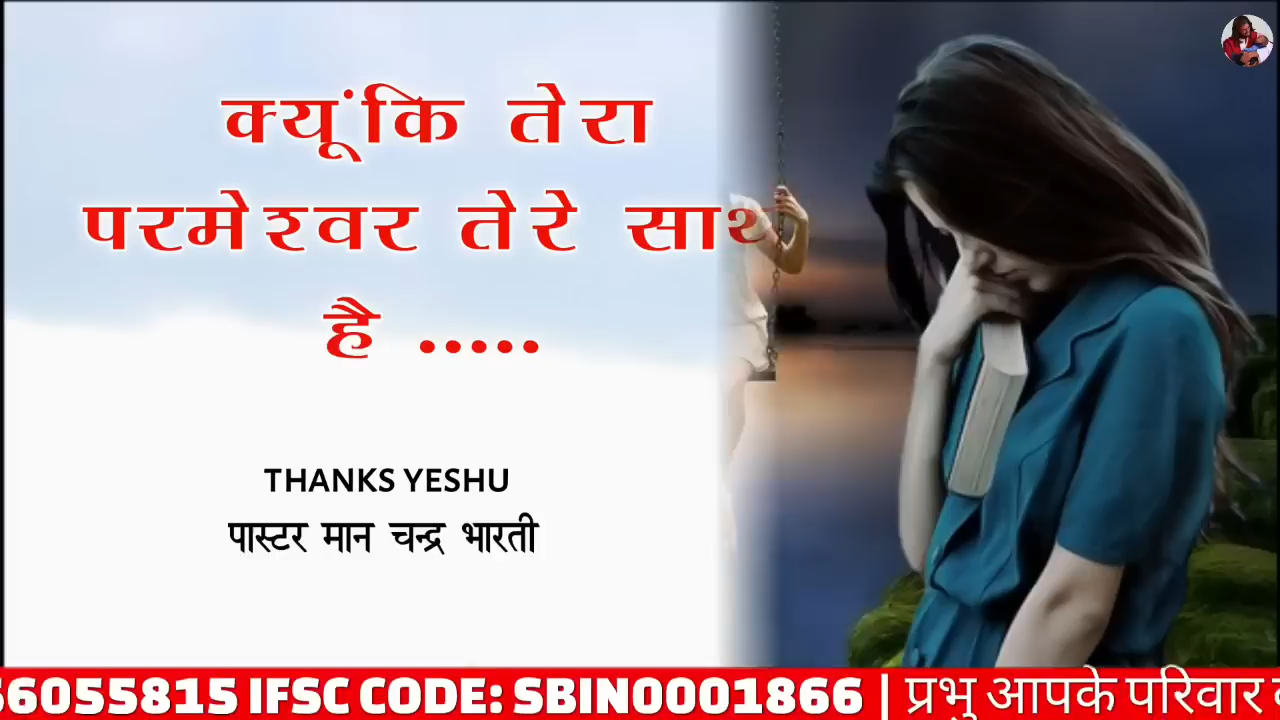 क्यूंकि तेरा
परमेश्वर तेरे साथ
है .....
THANKS YESHU
पास्टर मान चन्द्र भारती
56055815 IFSC CODE: SBIN0001866 | प्रभु आपके परिवार